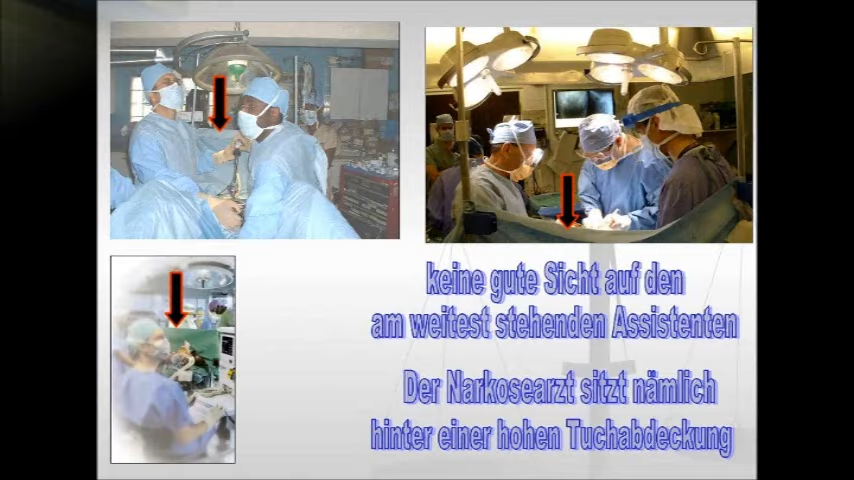 keine gute Sicht auf den
am weitest stehenden Assistenten
Der Narkosearzt sitzt nämlich
hinter einer hohen Tuchabdeckung